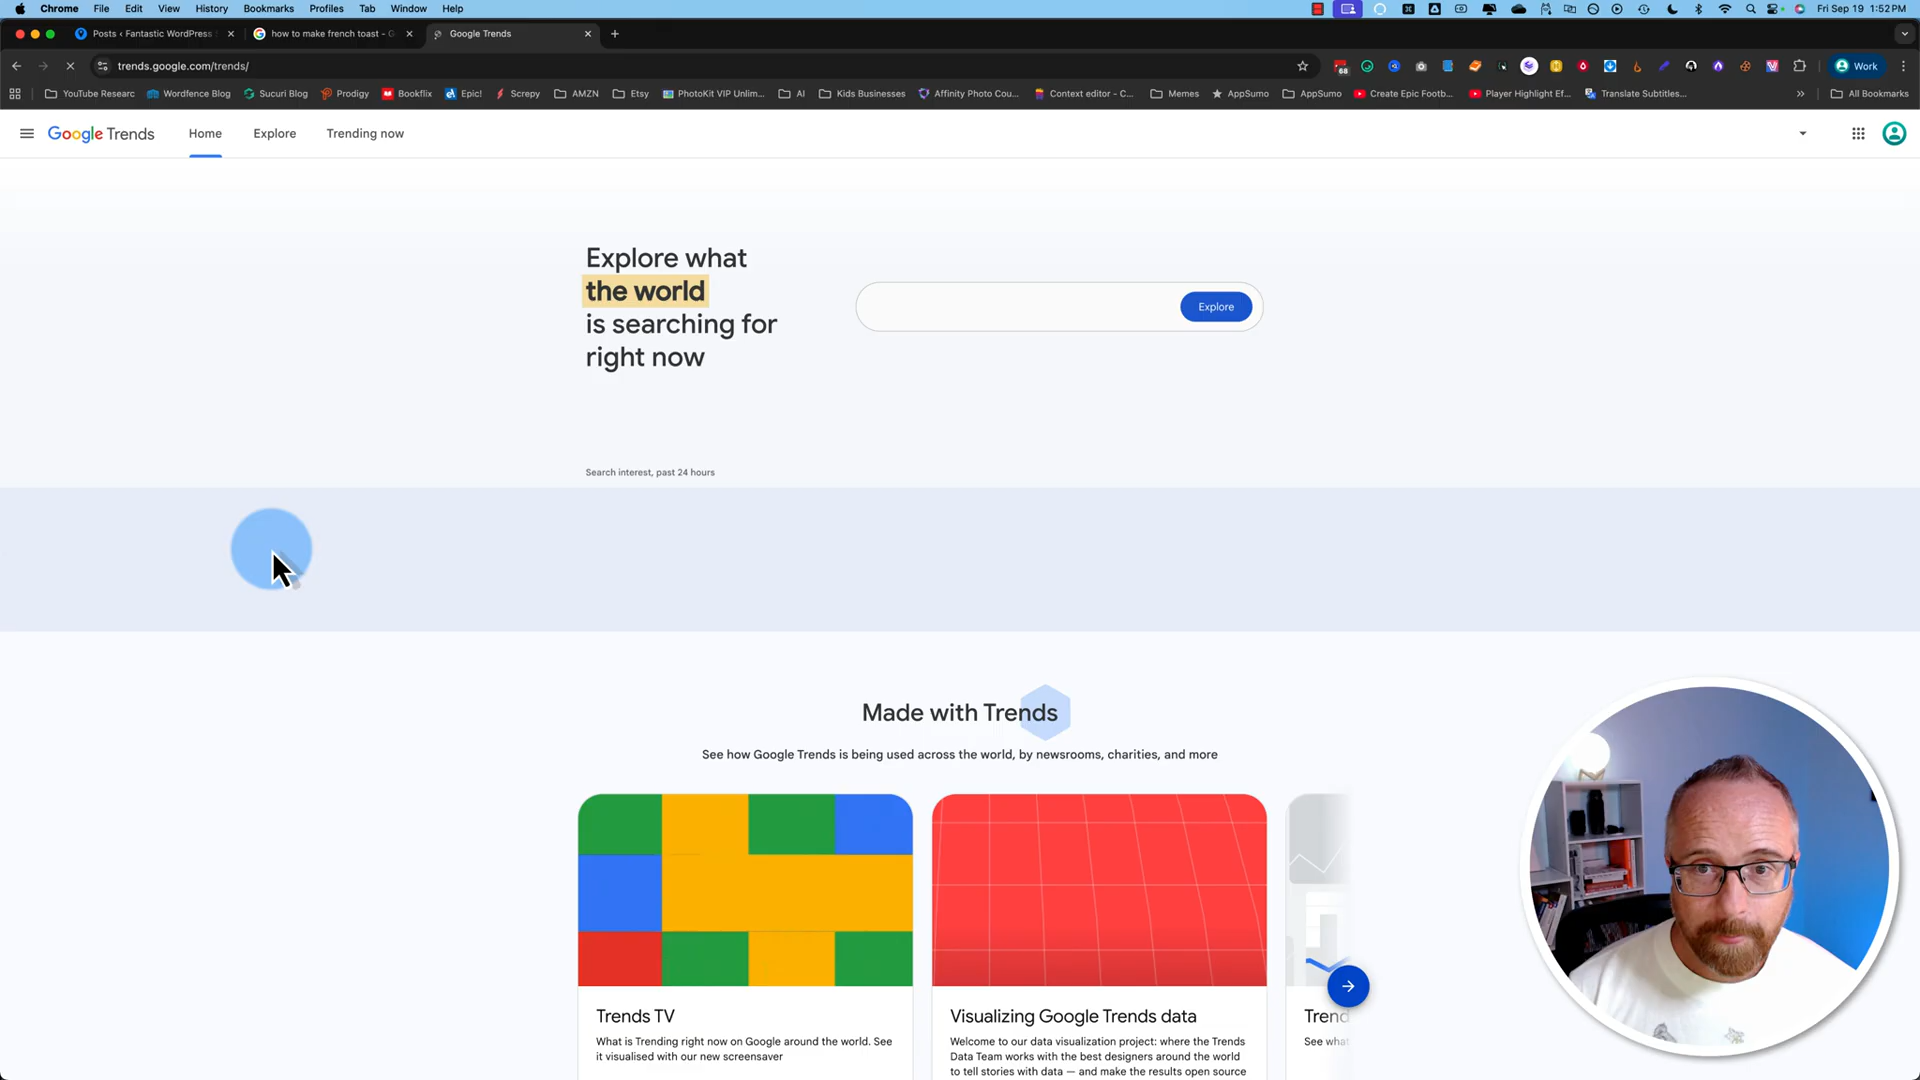 Chrome File Edit View History Bookmarks Profiles Tab Window Help Fri Sep 19 1:52 PM
Posts ‹ Fantastic WordPress how to make french toast - G Google Trends
trends.google.com/trends/ 68 Work
YouTube Researc Wordfence Blog Sucuri Blog Prodigy Bookflix Epic! Screpy AMZN Etsy PhotoKit VIP Unlim... AI Kids Businesses Affinity Photo Cou... Context editor - C... Memes AppSumo AppSumo Create Epic Footb... Player Highlight Ef... Translate Subtitles... » All Bookmarks
Google Trends Home Explore Trending now
Explore what
the world
is searching for
right now
Explore
Search interest, past 24 hours
Made with Trends
See how Google Trends is being used across the world, by newsrooms, charities, and more
Trends TV
What is Trending right now on Google around the world. See
it visualised with our new screensaver
Visualizing Google Trends data
Welcome to our data visualization project: where the Trends
Data Team works with the best designers around the world
to tell stories with data — and make the results open source
Trend
See what